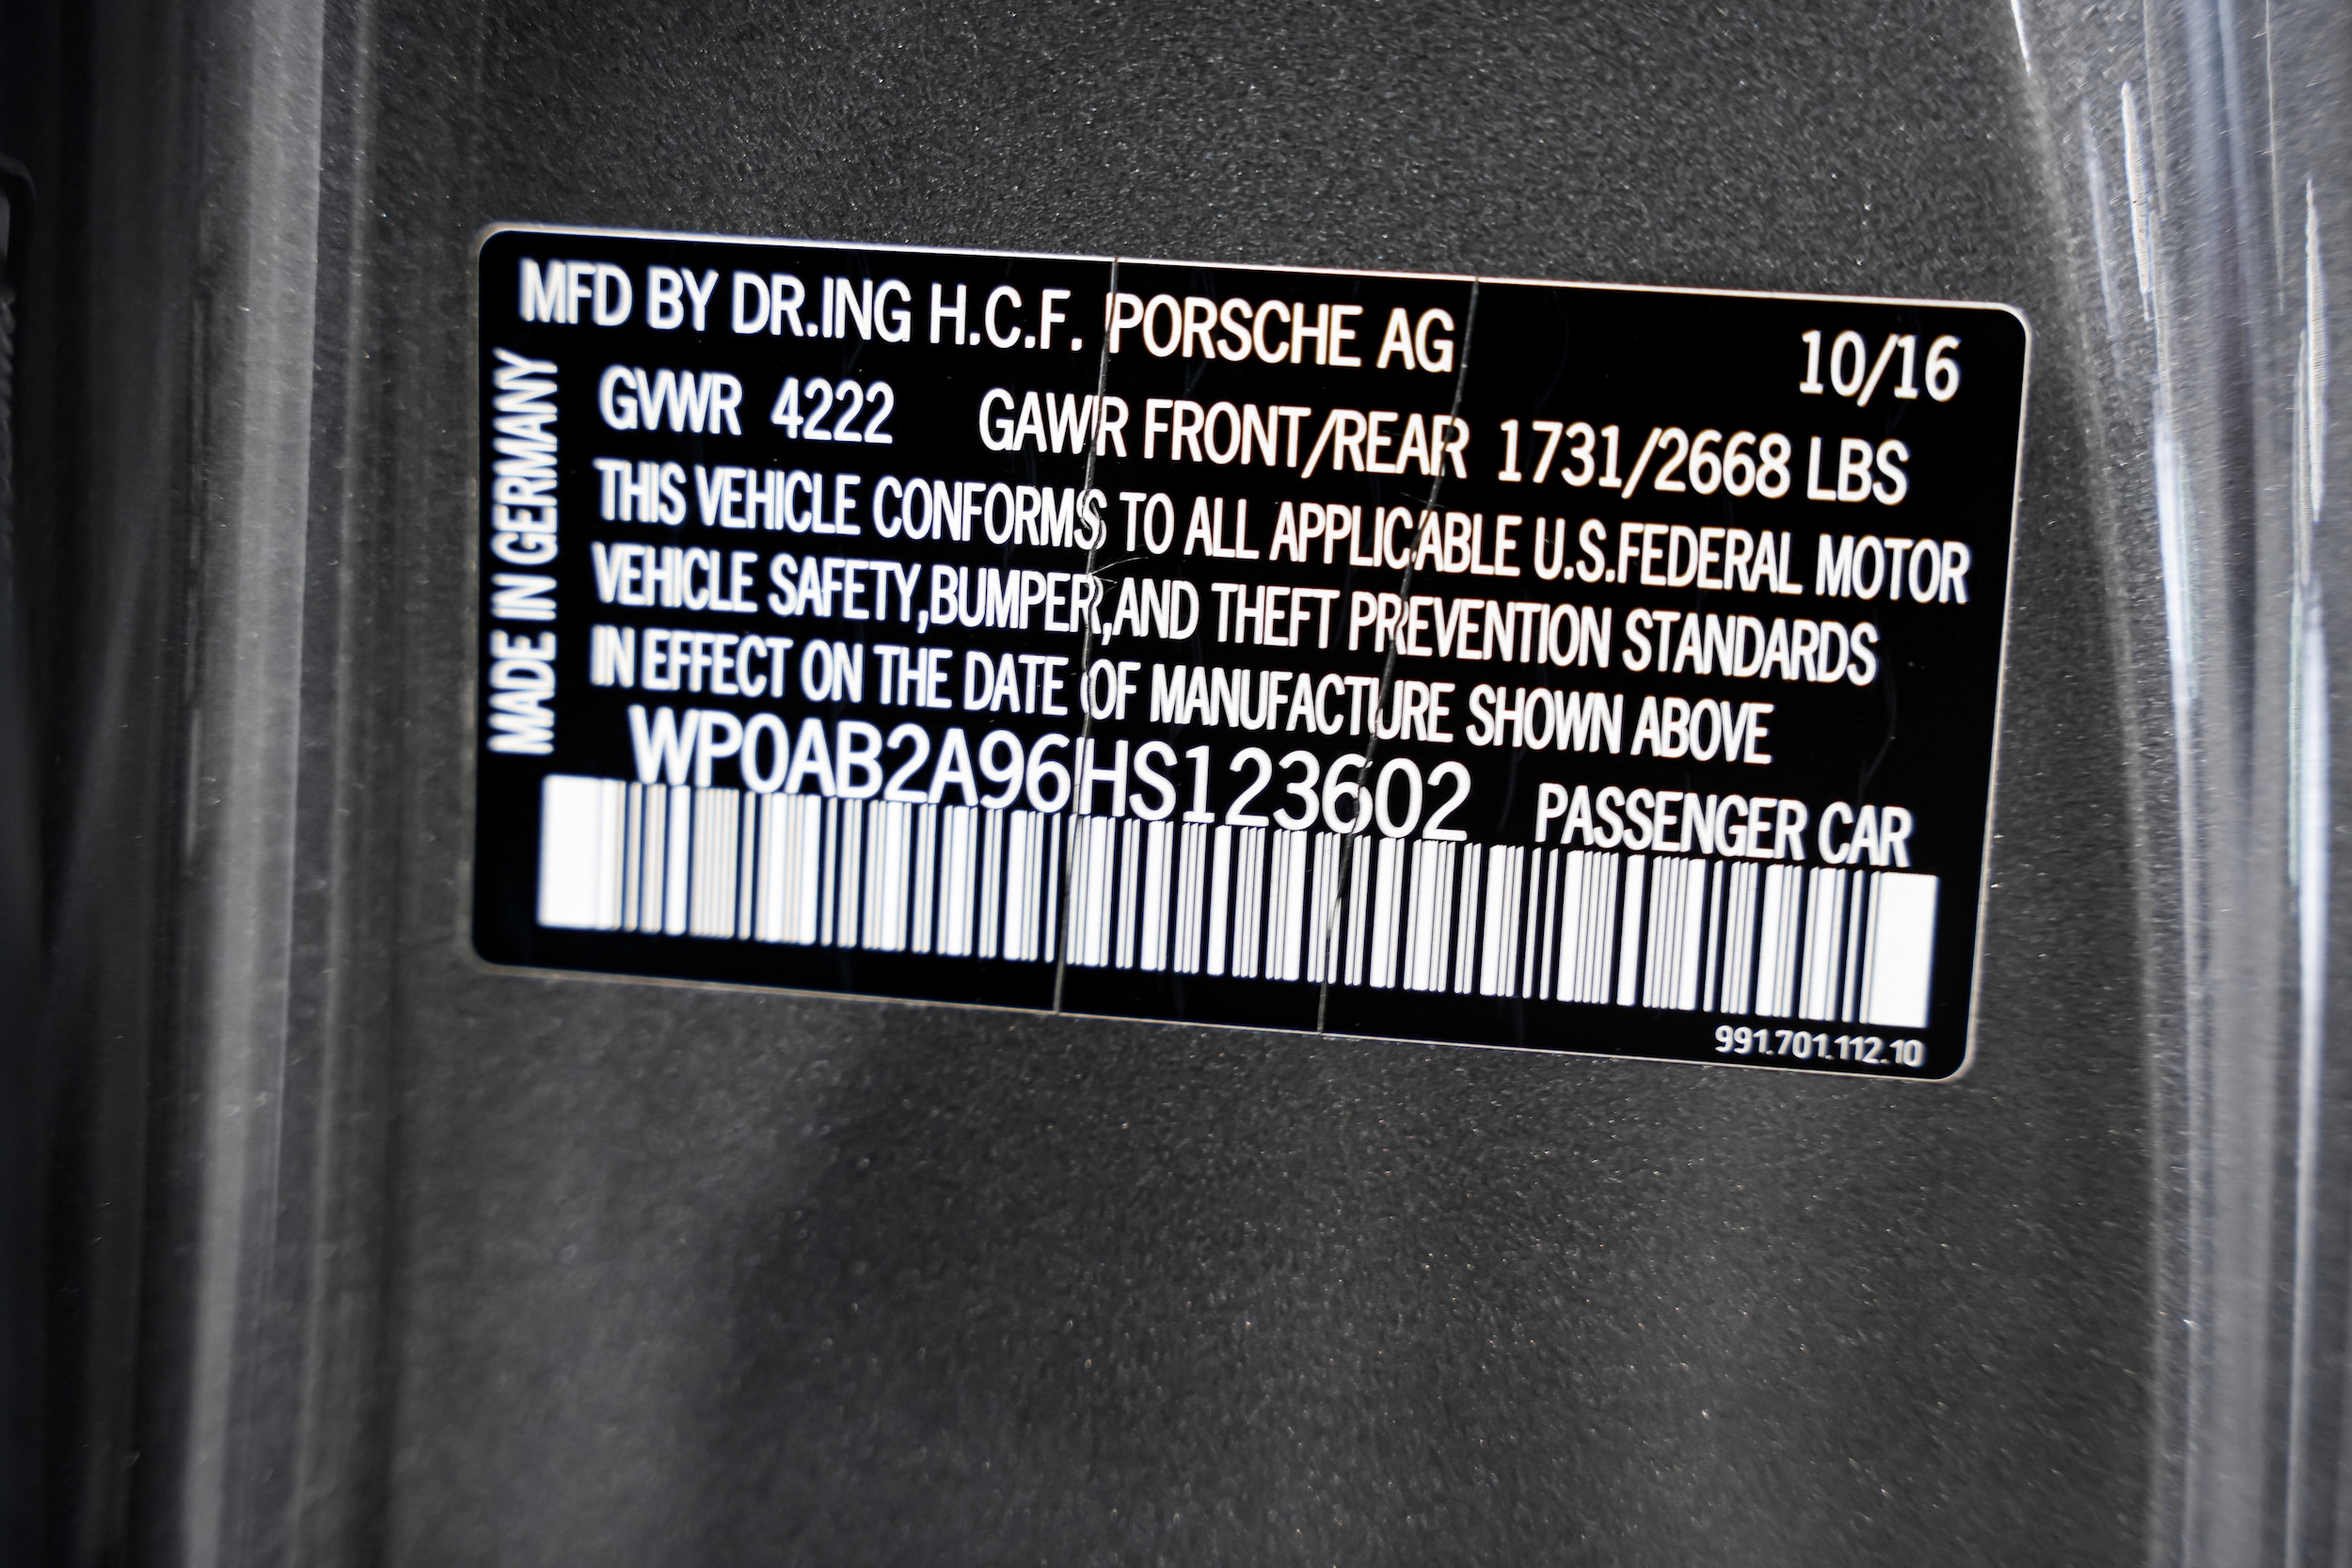 MFD BY DR.ING H.C.F. PORSCHE AG 10/16
MADE IN GERMANY
GVWR 4222 GAWR FRONT/REAR 1731/2668 LBS
THIS VEHICLE CONFORMS TO ALL APPLICABLE U.S.FEDERAL MOTOR
VEHICLE SAFETY,BUMPER,AND THEFT PREVENTION STANDARDS
IN EFFECT ON THE DATE OF MANUFACTURE SHOWN ABOVE
WP0AB2A96HS123602 PASSENGER CAR
991.701.112.10